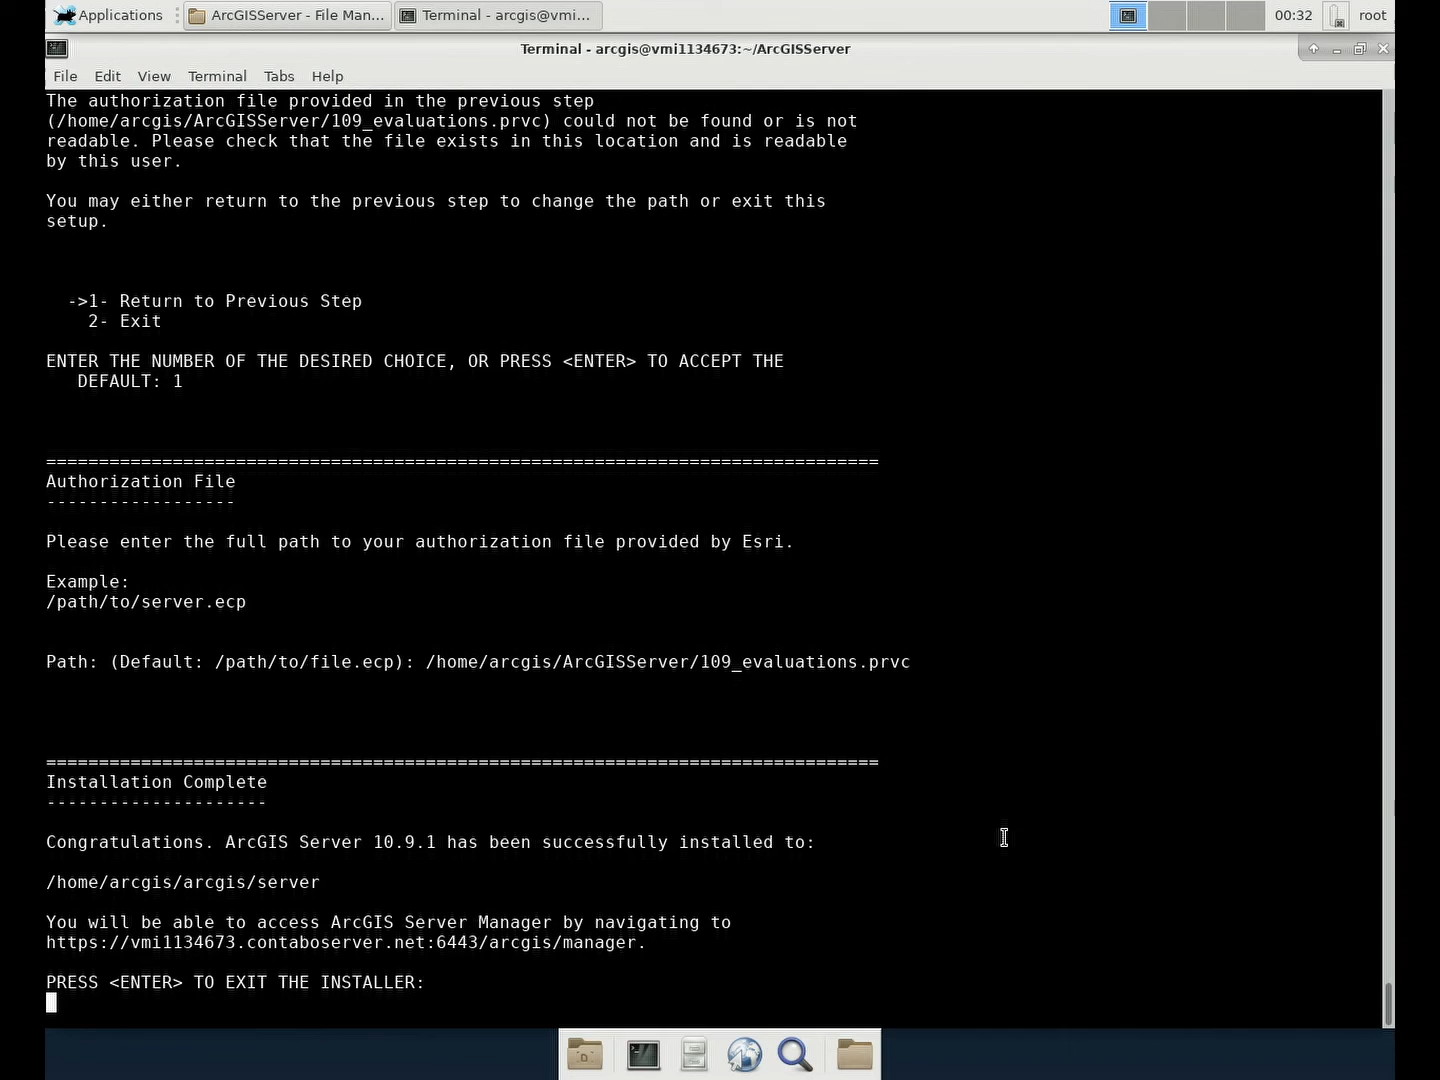 Applications
ArcGISServer - File Man...
Terminal - arcgis@vmi...
00:32
root
Terminal - arcgis@vmi1134673:~/ArcGISServer
File Edit View Terminal Tabs Help
The authorization file provided in the previous step
(/home/arcgis/ArcGISServer/109_evaluations.prvc) could not be found or is not
readable. Please check that the file exists in this location and is readable
by this user.
You may either return to the previous step to change the path or exit this
setup.
->1- Return to Previous Step
2- Exit
ENTER THE NUMBER OF THE DESIRED CHOICE, OR PRESS <ENTER> TO ACCEPT THE
DEFAULT: 1
===============================================================================
Authorization File
------------------
Please enter the full path to your authorization file provided by Esri.
Example:
/path/to/server.ecp
Path: (Default: /path/to/file.ecp): /home/arcgis/ArcGISServer/109_evaluations.prvc
===============================================================================
Installation Complete
---------------------
Congratulations. ArcGIS Server 10.9.1 has been successfully installed to:
/home/arcgis/arcgis/server
You will be able to access ArcGIS Server Manager by navigating to
https://vmi1134673.contaboserver.net:6443/arcgis/manager.
PRESS <ENTER> TO EXIT THE INSTALLER: